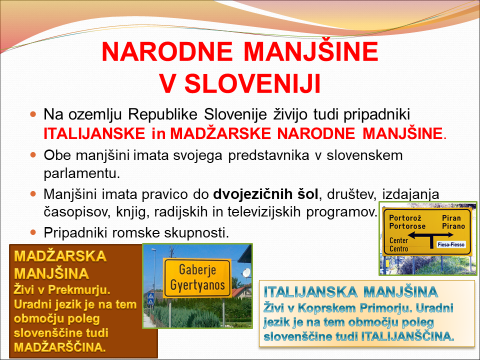 NARODNE MANJŠINE
V SLOVENIJI
Na ozemlju Republike Slovenije živijo tudi pripadniki
ITALIJANSKE in MADŽARSKE NARODNE MANJŠINE.
Obe manjšini imata svojega predstavnika v slovenskem
parlamentu.
Manjšini imata pravico do dvojezičnih šol, društev, izdajanja
časopisov, knjig, radijskih in televizijskih programov.
Pripadniki romske skupnosti.
MADŽARSKA
MANJŠINA
Živi v Prekmurju.
Uradni jezik je na tem
območju poleg
slovenščine tudi
MADŽARŠČINA.
Gaberje
Gyertyanos
Portorož
Portorose
Piran
Pirano
Center
Centro
Fiesa-Fiesso
ITALIJANSKA MANJŠINA
Živi v Koprskem Primorju. Uradni
jezik je na tem območju poleg
slovenščine tudi ITALIJANŠČINA.